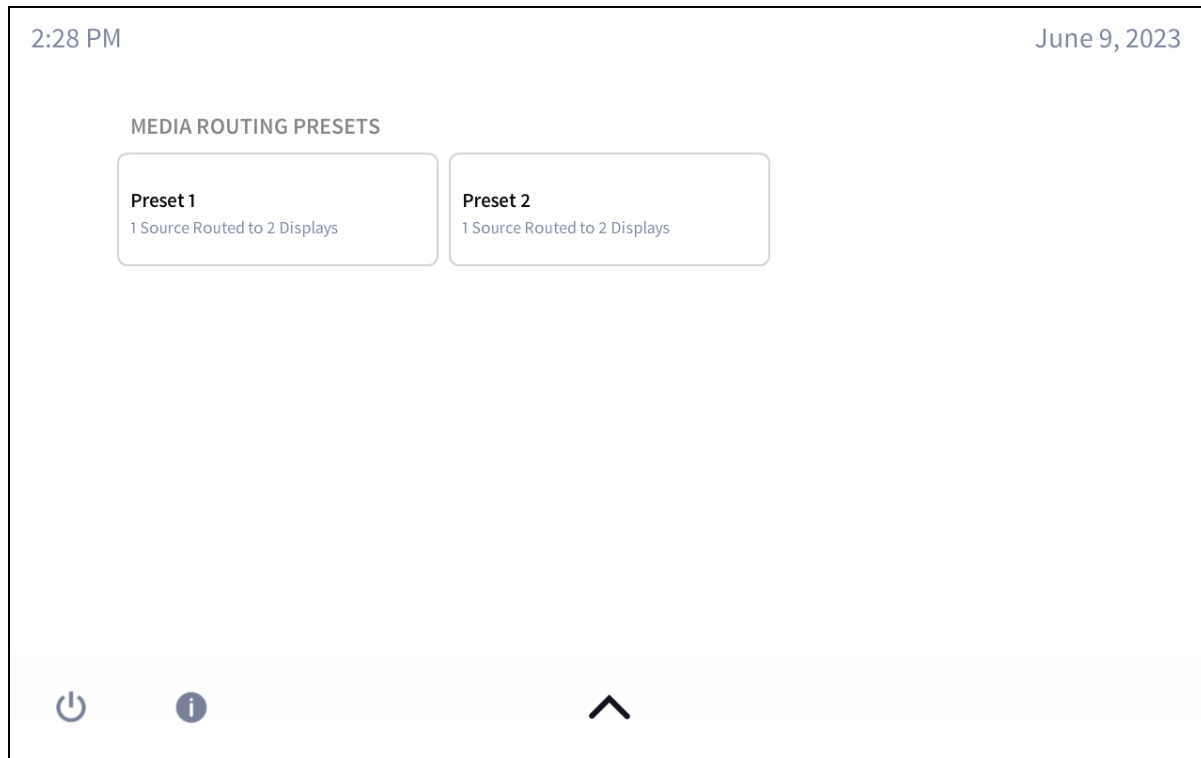 2:28 PM
June 9, 2023
MEDIA ROUTING PRESETS
Preset 1
1 Source Routed to 2 Displays
Preset 2
1 Source Routed to 2 Displays